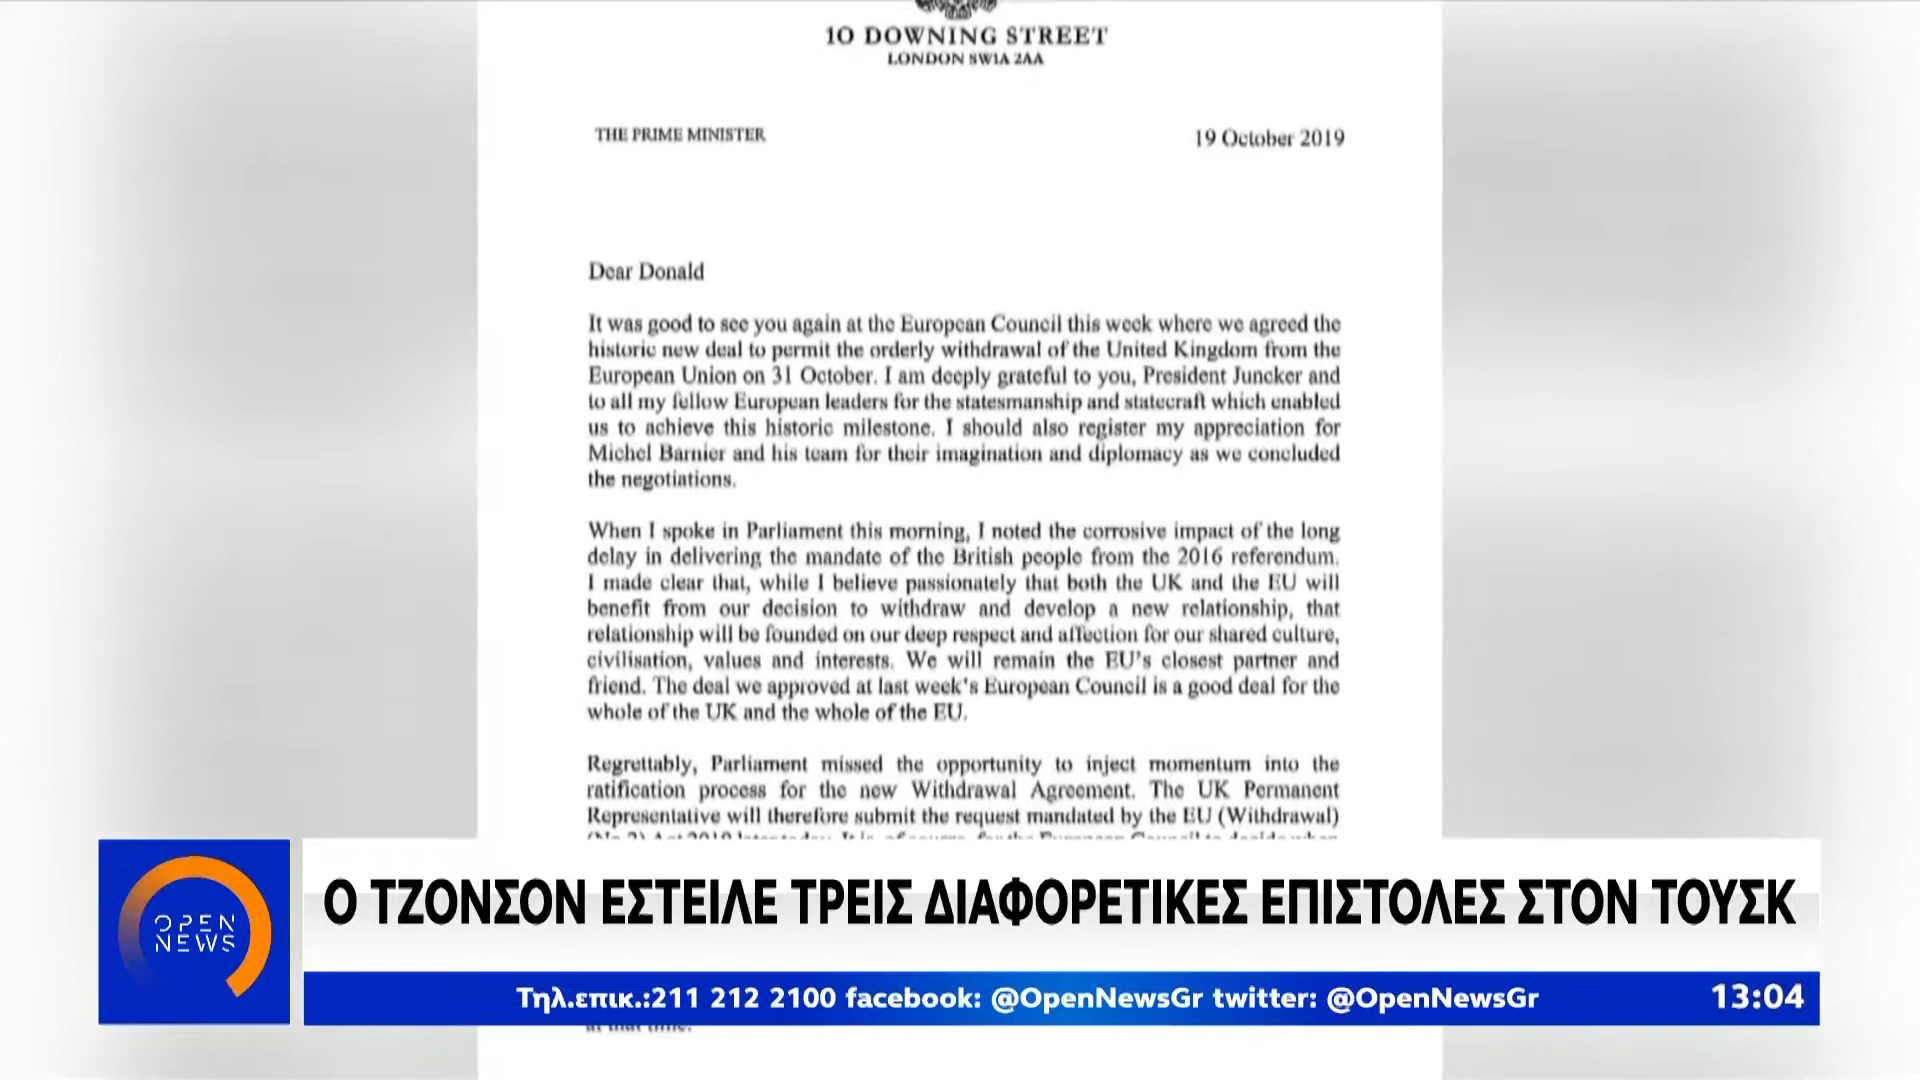 10 DOWNING STREET
LONDON SW1A 2AA
THE PRIME MINISTER
19 October 2019
Dear Donald
It was good to see you again at the European Council this week where we agreed the
historic new deal to permit the orderly withdrawal of the United Kingdom from the
European Union on 31 October. I am deeply grateful to you, President Juncker and
to all my fellow European leaders for the statesmanship and statecraft which enabled
us to achieve this historic milestone. I should also register my appreciation for
Michel Barnier and his team for their imagination and diplomacy as we concluded
the negotiations.
When I spoke in Parliament this morning, I noted the corrosive impact of the long
delay in delivering the mandate of the British people from the 2016 referendum.
I made clear that, while I believe passionately that both the UK and the EU will
benefit from our decision to withdraw and develop a new relationship, that
relationship will be founded on our deep respect and affection for our shared culture,
civilisation, values and interests. We will remain the EU's closest partner and
friend. The deal we approved at last week's European Council is a good deal for the
whole of the UK and the whole of the EU.
Regrettably, Parliament missed the opportunity to inject momentum into the
ratification process for the new Withdrawal Agreement. The UK Permanent
Representative will therefore submit the request mandated by the EU (Withdrawal)
OPEN
NEWS
Ο ΤΖΟΝΣΟΝ ΕΣΤΕΙΛΕ ΤΡΕΙΣ ΔΙΑΦΟΡΕΤΙΚΕΣ ΕΠΙΣΤΟΛΕΣ ΣΤΟΝ ΤΟΥΣΚ
Τηλ.επικ.:211 212 2100 facebook: @OpenNewsGr twitter: @OpenNewsGr
13:04